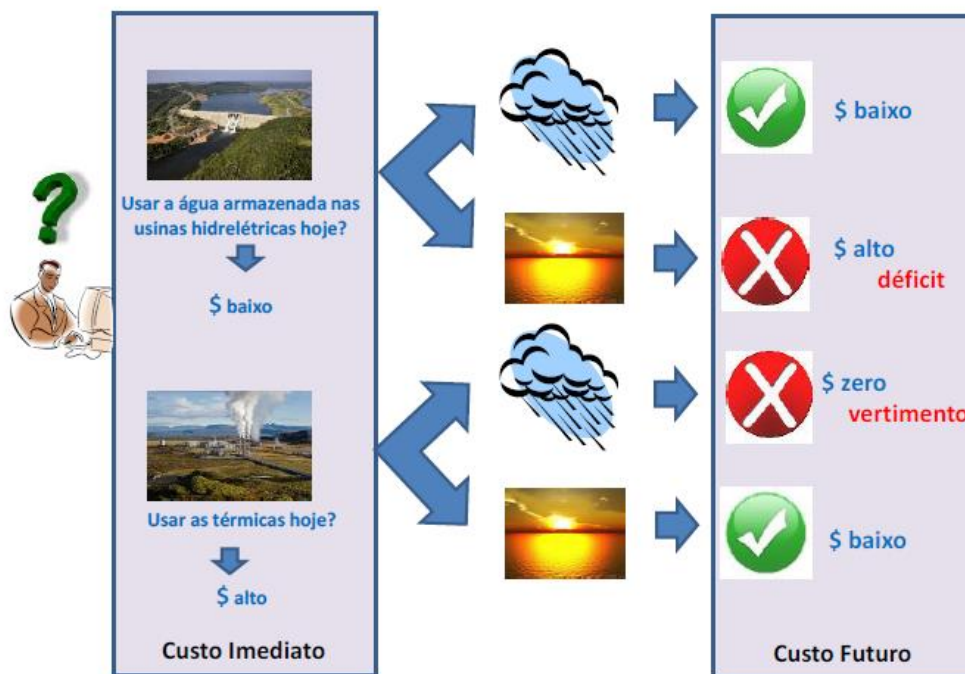 Usar a água armazenada nas
usinas hidrelétricas hoje?
$ baixo
Usar as térmicas hoje?
$ alto
Custo Imediato
$ baixo
$ alto
déficit
$ zero
vertimento
$ baixo
Custo Futuro